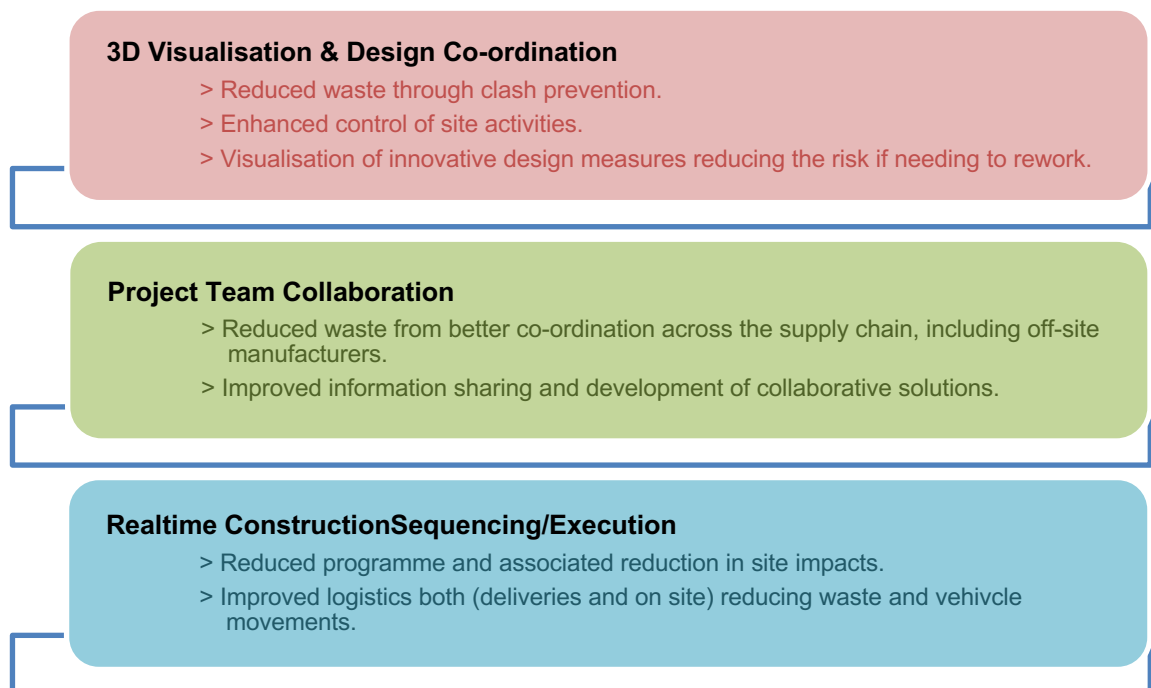 3D Visualisation & Design Co-ordination
> Reduced waste through clash prevention.
> Enhanced control of site activities.
> Visualisation of innovative design measures reducing the risk if needing to rework.
Project Team Collaboration
> Reduced waste from better co-ordination across the supply chain, including off-site
manufacturers.
> Improved information sharing and development of collaborative solutions.
Realtime ConstructionSequencing/Execution
> Reduced programme and associated reduction in site impacts.
> Improved logistics both (deliveries and on site) reducing waste and vehivcle
movements.